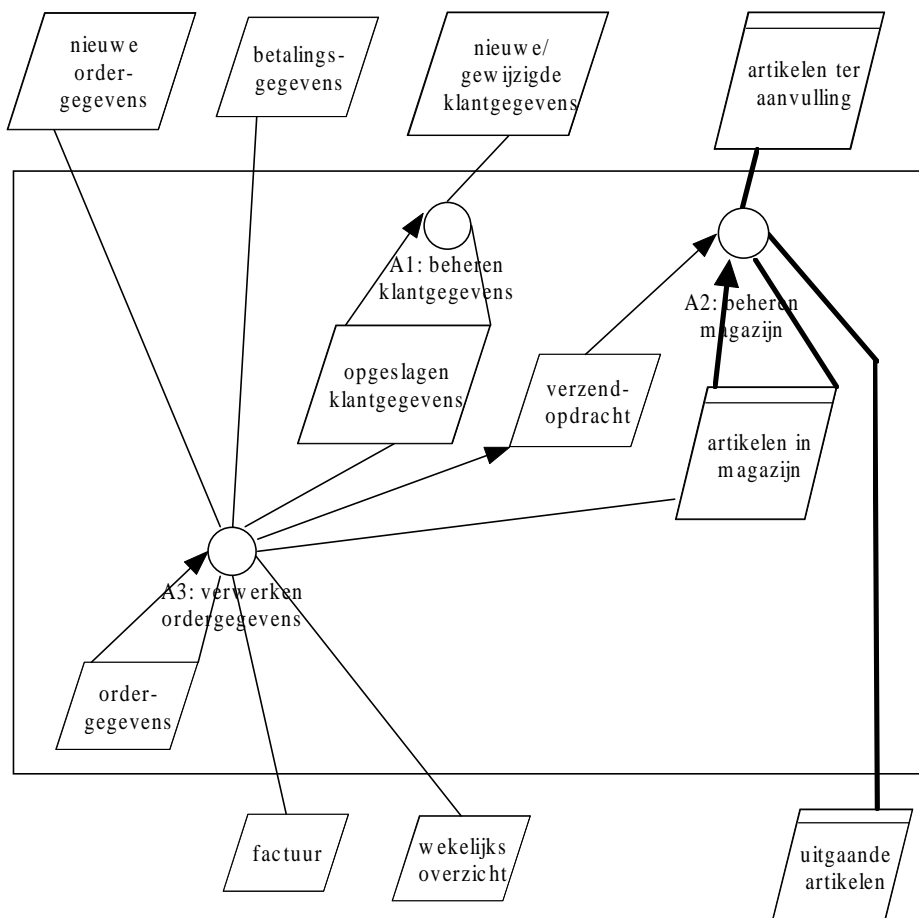 nieuwe
order-
gegevens
betalings-
gegevens
nieuwe/
gewijzigde
klantgegevens
artikelen ter
aanvulling
A1: beheren
klantgegevens
A2: beheren
magazijn
opgeslagen
klantgegevens
verzend-
opdracht
artikelen in
magazijn
A3: verwerken
ordergegevens
order-
gegevens
factuur
wekelijks
overzicht
uitgaande
artikelen